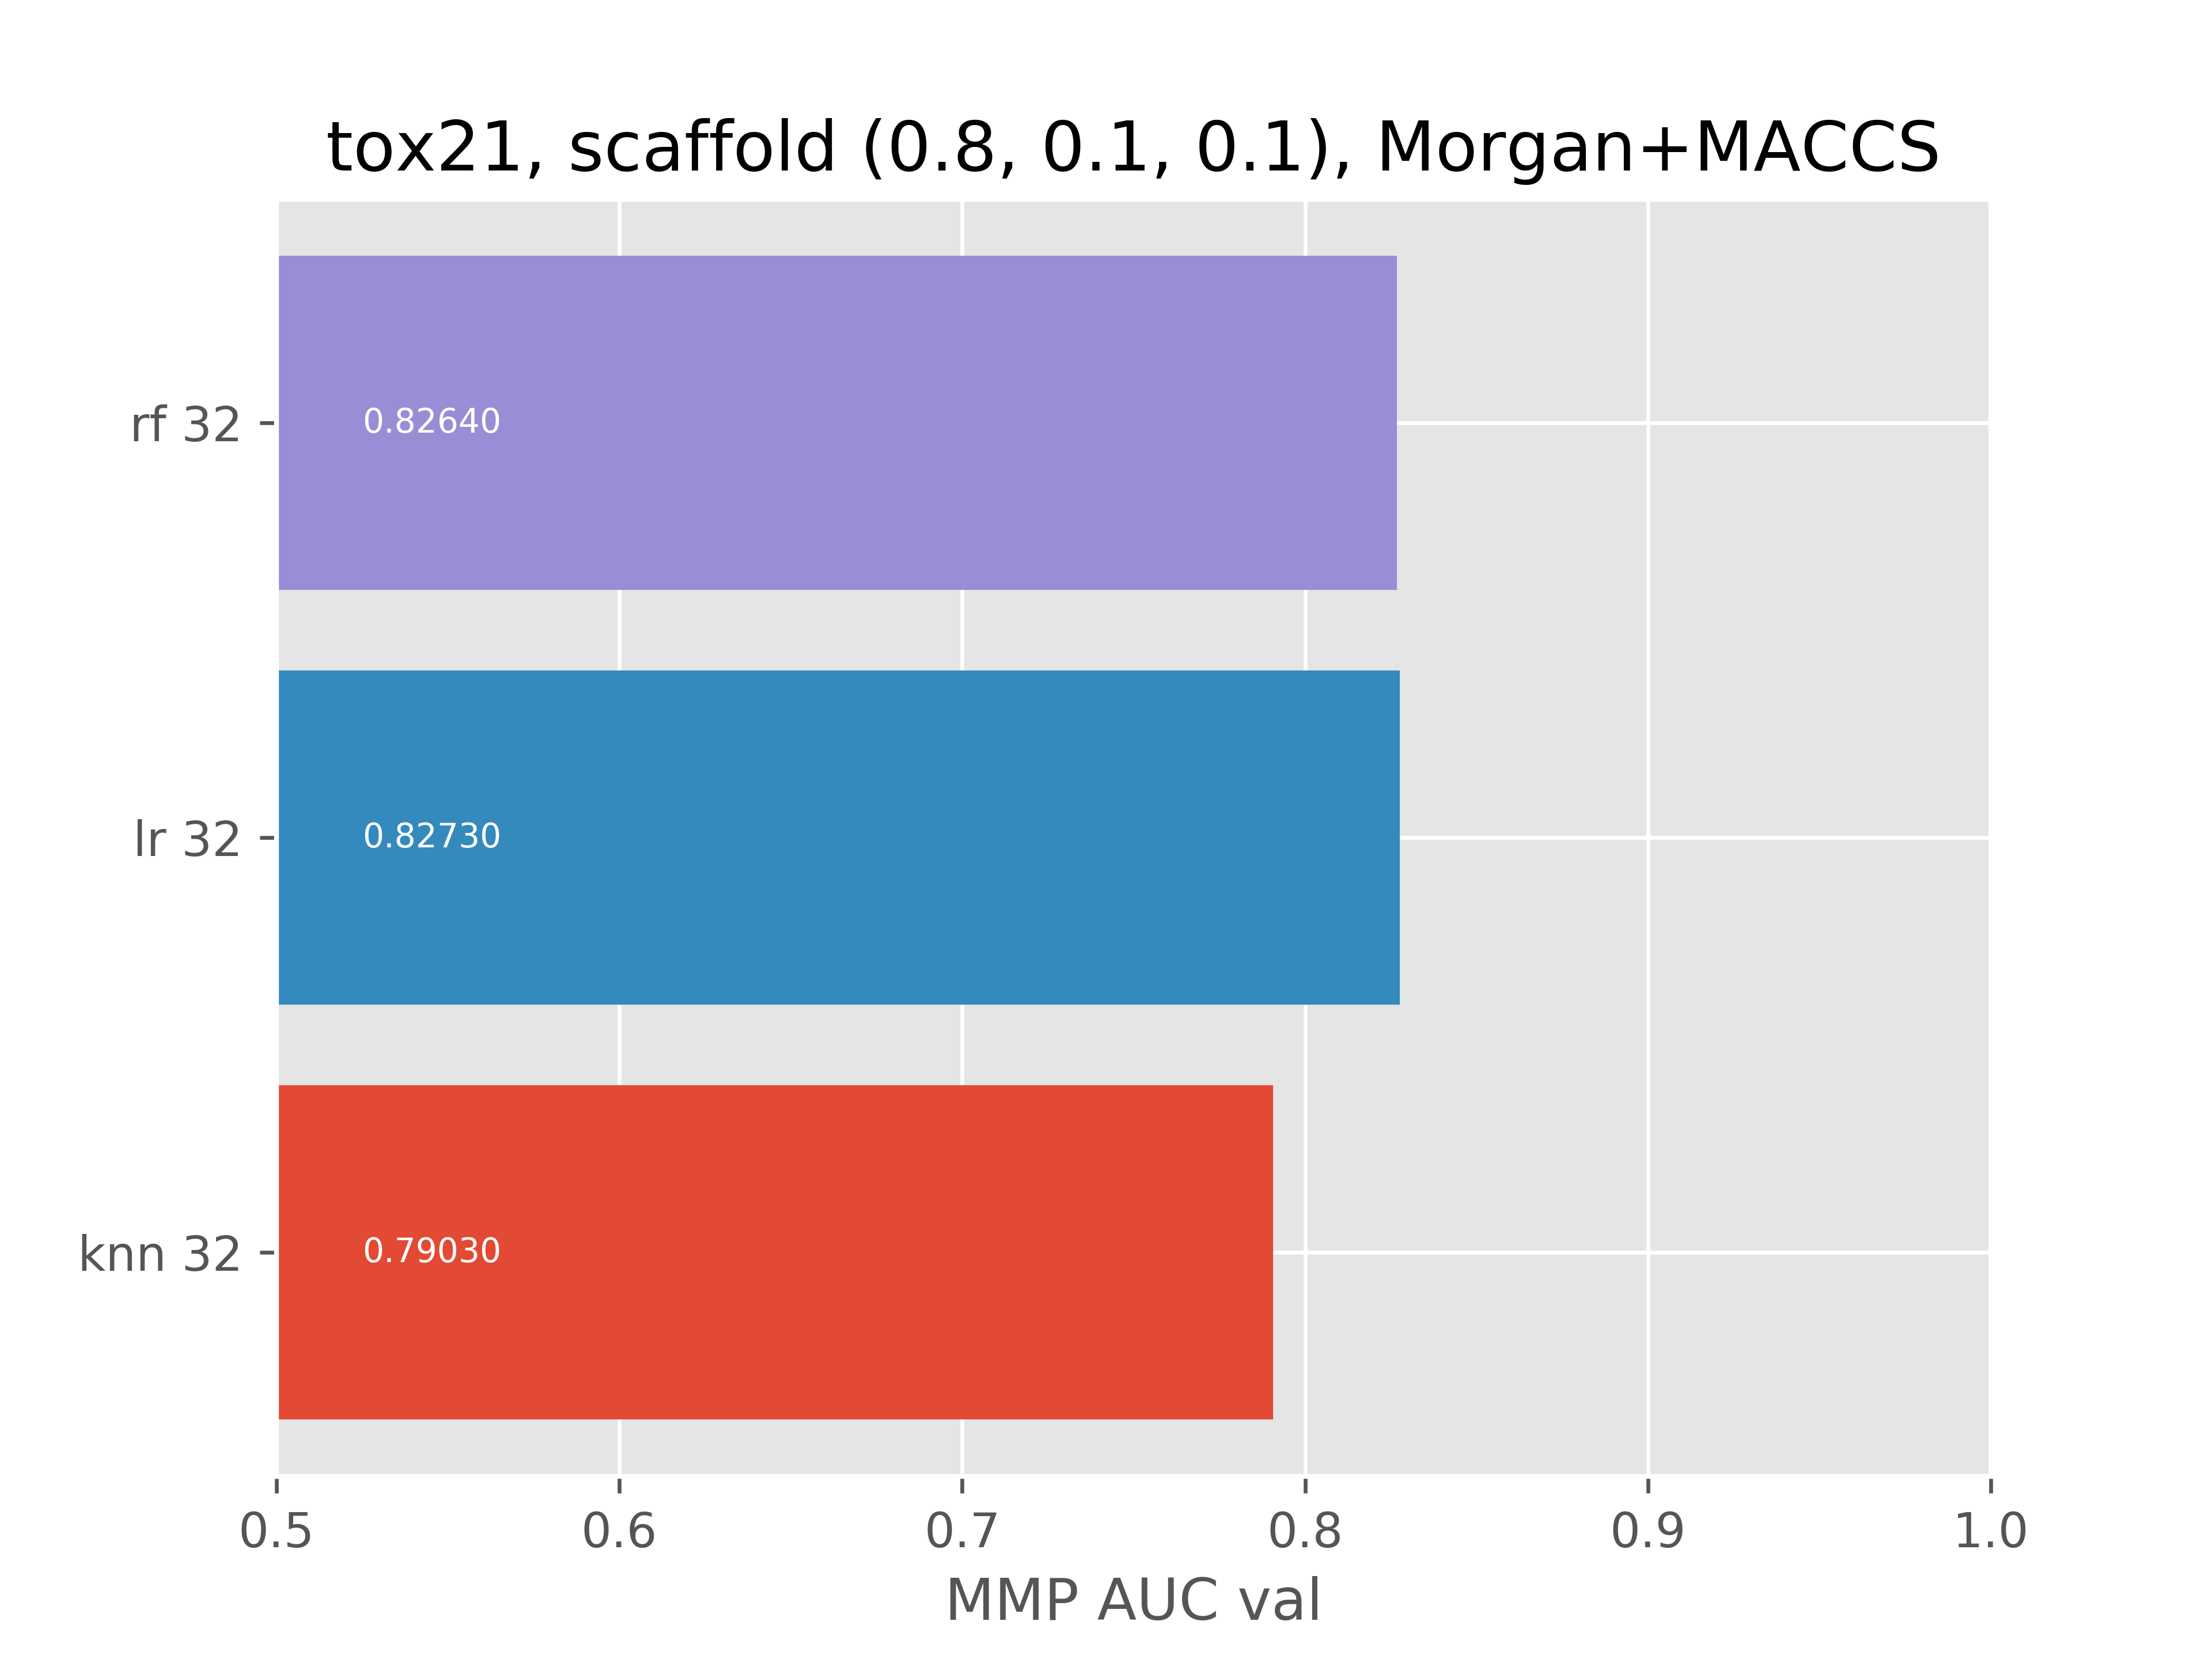 tox21, scaffold (0.8, 0.1, 0.1), Morgan+MACCS
rf 32
0.82640
lr 32
0.82730
knn 32
0.79030
0.5 0.6 0.7 0.8 0.9 1.0
MMP AUC val